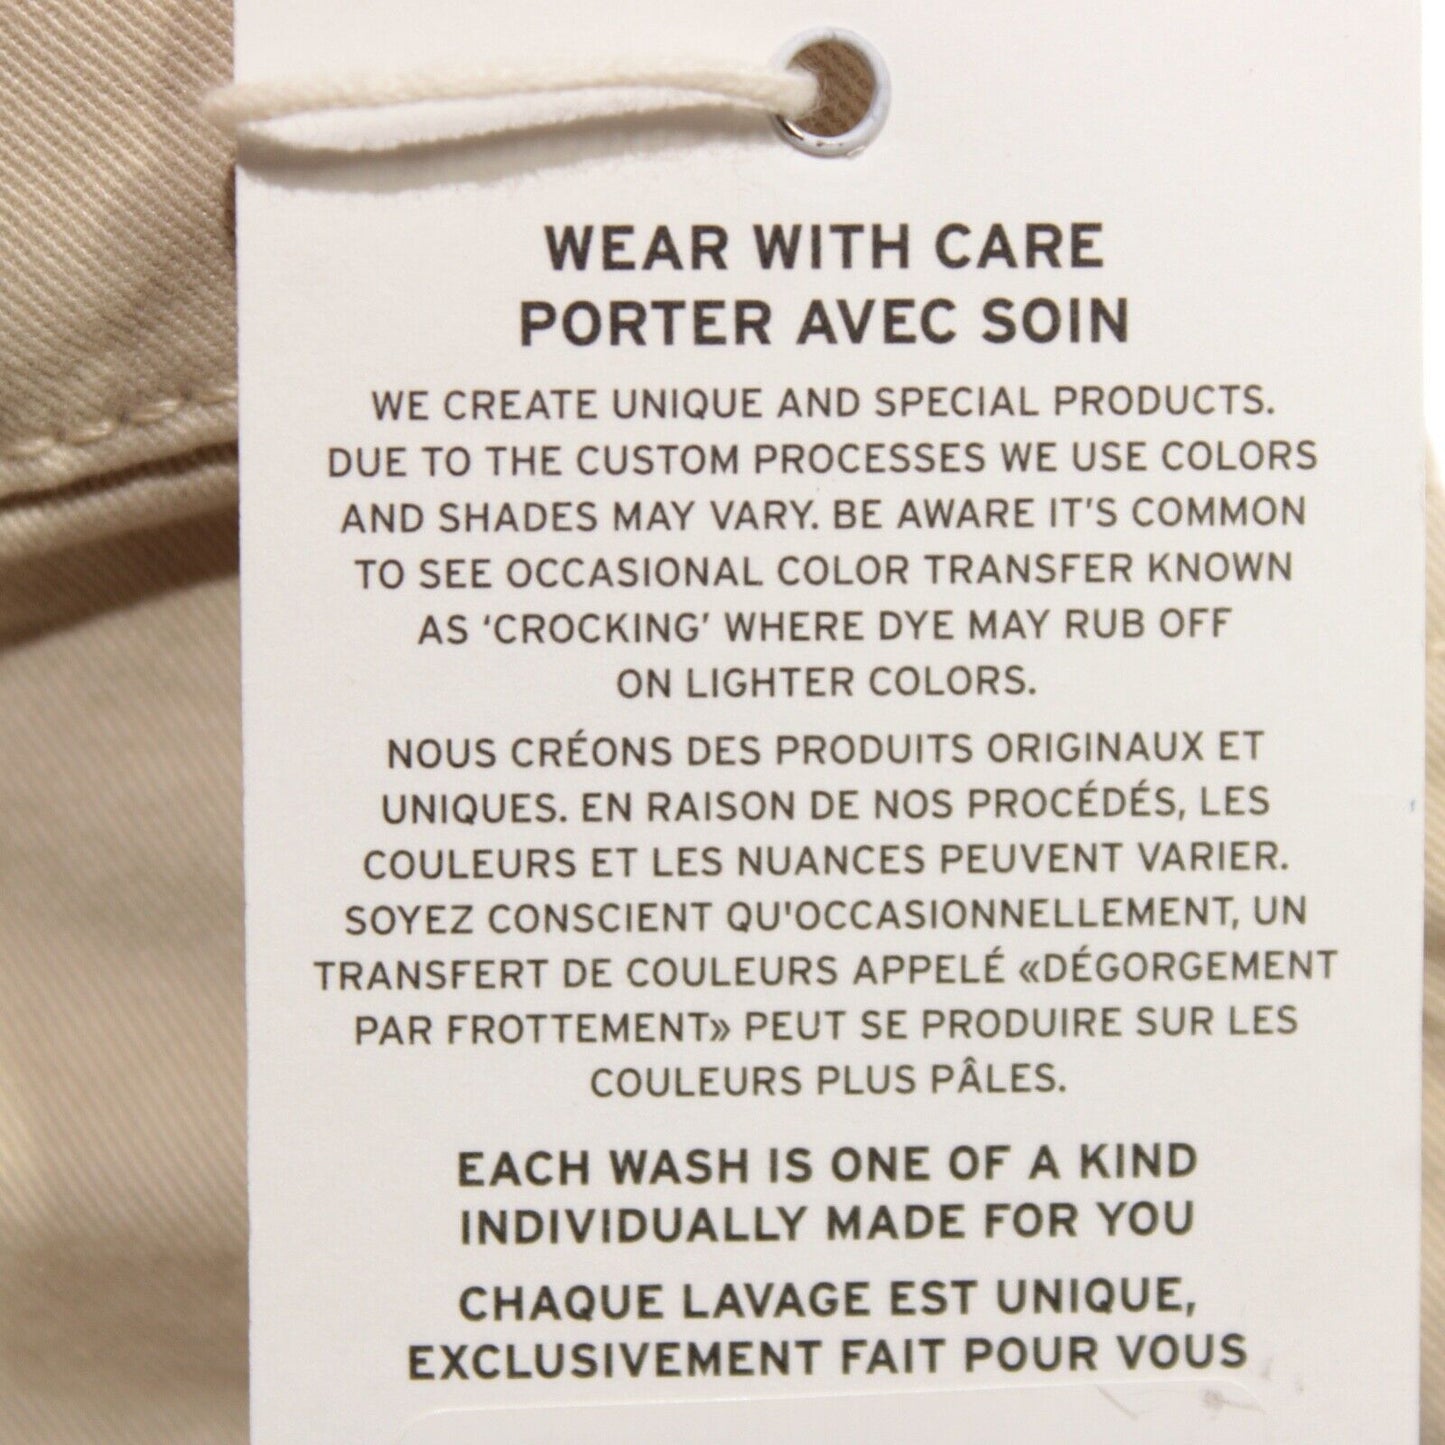 WEAR WITH CARE
PORTER AVEC SOIN
WE CREATE UNIQUE AND SPECIAL PRODUCTS.
DUE TO THE CUSTOM PROCESSES WE USE COLORS
AND SHADES MAY VARY. BE AWARE IT'S COMMON
TO SEE OCCASIONAL COLOR TRANSFER KNOWN
AS ‘CROCKING’ WHERE DYE MAY RUB OFF
ON LIGHTER COLORS.
NOUS CRÉONS DES PRODUITS ORIGINAUX ET
UNIQUES. EN RAISON DE NOS PROCÉDÉS, LES
COULEURS ET LES NUANCES PEUVENT VARIER.
SOYEZ CONSCIENT QU'OCCASIONNELLEMENT, UN
TRANSFERT DE COULEURS APPELÉ «DÉGORGEMENT
PAR FROTTEMENT» PEUT SE PRODUIRE SUR LES
COULEURS PLUS PÂLES.
EACH WASH IS ONE OF A KIND
INDIVIDUALLY MADE FOR YOU
CHAQUE LAVAGE EST UNIQUE,
EXCLUSIVEMENT FAIT POUR VOUS